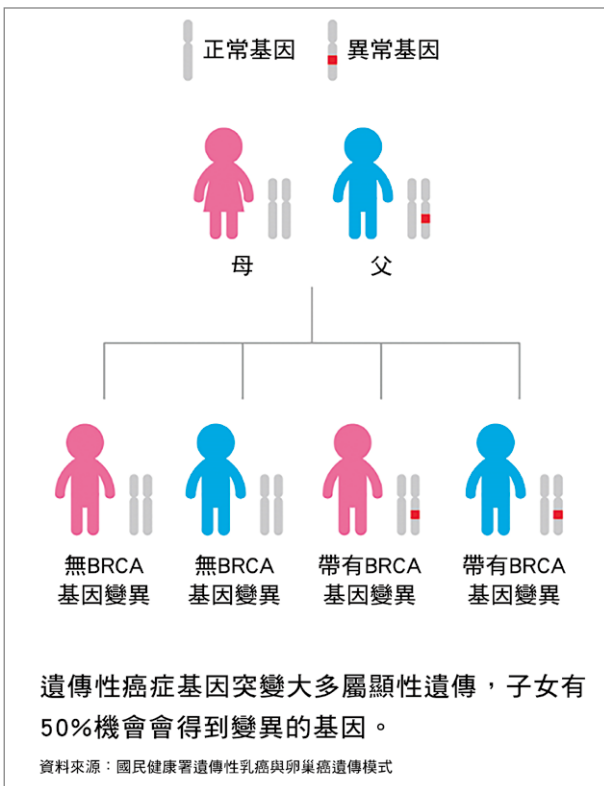 正常基因
異常基因
母
父
無BRCA
基因變異
無BRCA
基因變異
帶有BRCA
基因變異
帶有BRCA
基因變異
遺傳性癌症基因突變大多屬顯性遺傳，子女有
50%機會會得到變異的基因。
資料來源：國民健康署遺傳性乳癌與卵巢癌遺傳模式